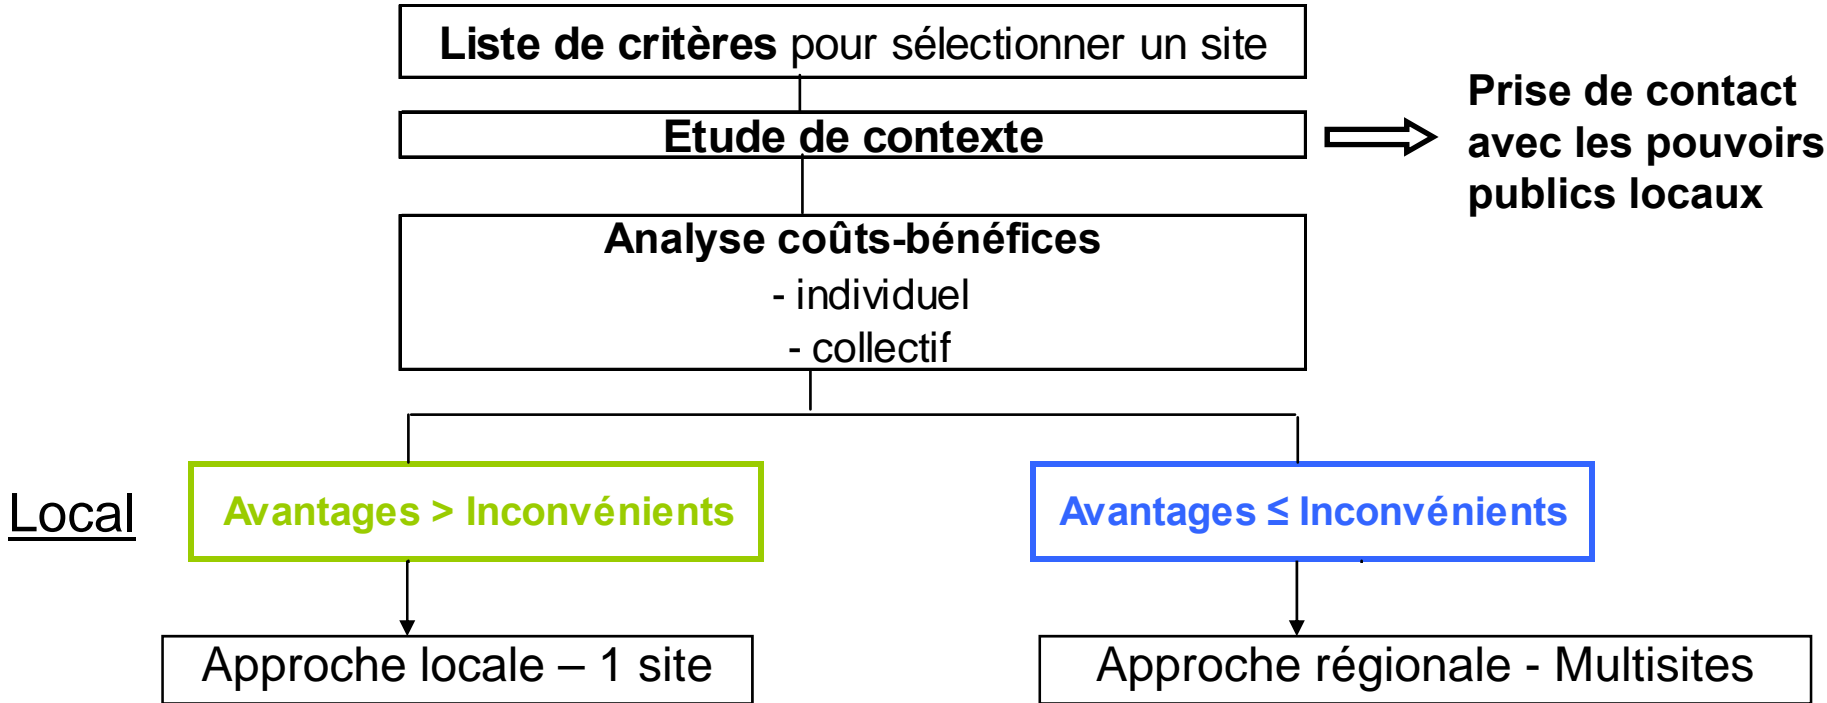 Liste de critères pour sélectionner un site
Etude de contexte
Prise de contact
avec les pouvoirs
publics locaux
Analyse coûts-bénéfices
- individuel
- collectif
Local
Avantages > Inconvénients
Avantages ≤ Inconvénients
Approche locale – 1 site
Approche régionale - Multisites